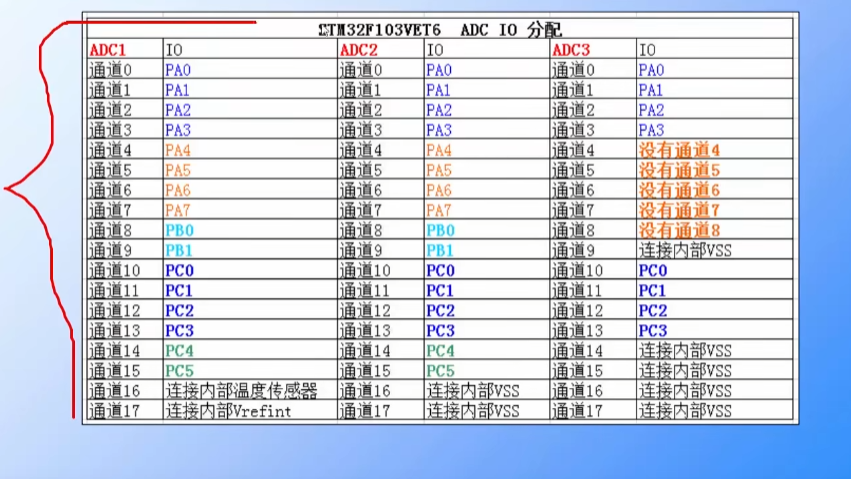 STM32F103VET6 ADC IO 分配
ADC1 IO ADC2 IO ADC3 IO
通道0 PA0 通道0 PA0 通道0 PA0
通道1 PA1 通道1 PA1 通道1 PA1
通道2 PA2 通道2 PA2 通道2 PA2
通道3 PA3 通道3 PA3 通道3 PA3
通道4 PA4 通道4 PA4 通道4 没有通道4
通道5 PA5 通道5 PA5 通道5 没有通道5
通道6 PA6 通道6 PA6 通道6 没有通道6
通道7 PA7 通道7 PA7 通道7 没有通道7
通道8 PB0 通道8 PB0 通道8 没有通道8
通道9 PB1 通道9 PB1 通道9 连接内部VSS
通道10 PC0 通道10 PC0 通道10 PC0
通道11 PC1 通道11 PC1 通道11 PC1
通道12 PC2 通道12 PC2 通道12 PC2
通道13 PC3 通道13 PC3 通道13 PC3
通道14 PC4 通道14 PC4 通道14 连接内部VSS
通道15 PC5 通道15 PC5 通道15 连接内部VSS
通道16 连接内部温度传感器 通道16 连接内部VSS 通道16 连接内部VSS
通道17 连接内部Vrefint 通道17 连接内部VSS 通道17 连接内部VSS